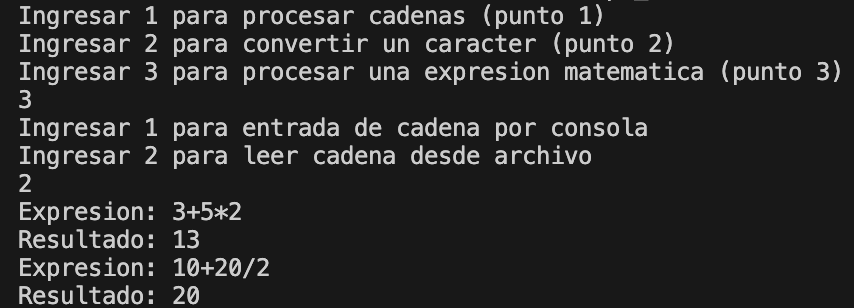 Ingresar 1 para procesar cadenas (punto 1)
Ingresar 2 para convertir un caracter (punto 2)
Ingresar 3 para procesar una expresion matematica (punto 3)
3
Ingresar 1 para entrada de cadena por consola
Ingresar 2 para leer cadena desde archivo
2
Expresion: 3+5*2
Resultado: 13
Expresion: 10+20/2
Resultado: 20